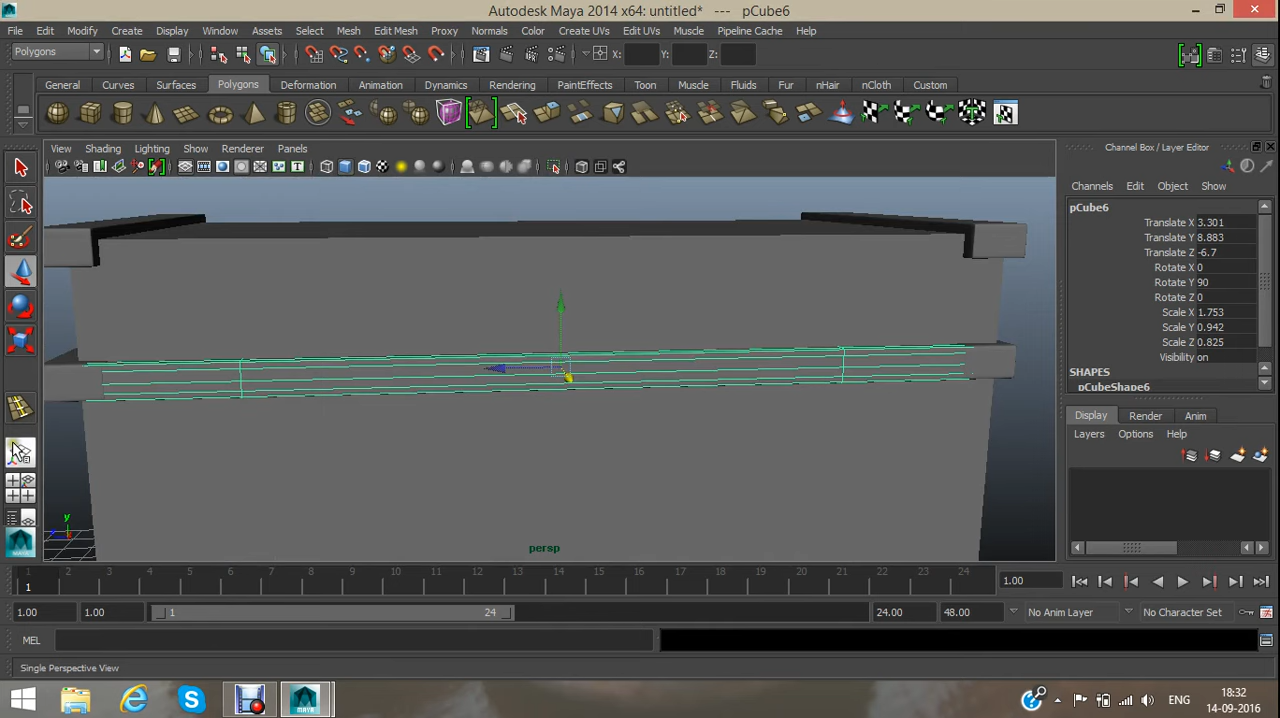 Autodesk Maya 2014 x64: untitled* --- pCube6
File Edit Modify Create Display Window Assets Select Mesh Edit Mesh Proxy Normals Color Create UVs Edit UVs Muscle Pipeline Cache Help
Polygons X: Y: Z:
General Curves Surfaces Polygons Deformation Animation Dynamics Rendering PaintEffects Toon Muscle Fluids Fur nHair nCloth Custom
View Shading Lighting Show Renderer Panels
Channel Box / Layer Editor
Channels Edit Object Show
pCube6
Translate X 3.301
Translate Y 8.883
Translate Z -6.7
Rotate X 0
Rotate Y 90
Rotate Z 0
Scale X 1.753
Scale Y 0.942
Scale Z 0.825
Visibility on
SHAPES
pCubeShape6
Display Render Anim
Layers Options Help
y
persp
1 2 3 4 5 6 7 8 9 10 11 12 13 14 15 16 17 18 19 20 21 22 23 24
1 1.00
1.00 1.00 1 24 24.00 48.00 No Anim Layer No Character Set
MEL
Single Perspective View
MAYA
ENG
18:32
14-09-2016